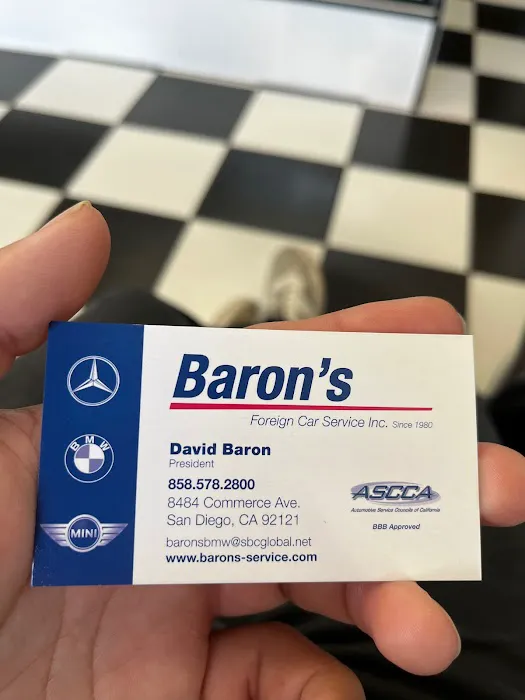 Baron's
Foreign Car Service Inc. Since 1980
David Baron
President
858.578.2800
8484 Commerce Ave.
San Diego, CA 92121
baronsbmw@sbcglobal.net
www.barons-service.com
BMW
MINI
ASCCA
Automotive Service Councils of California
BBB Approved